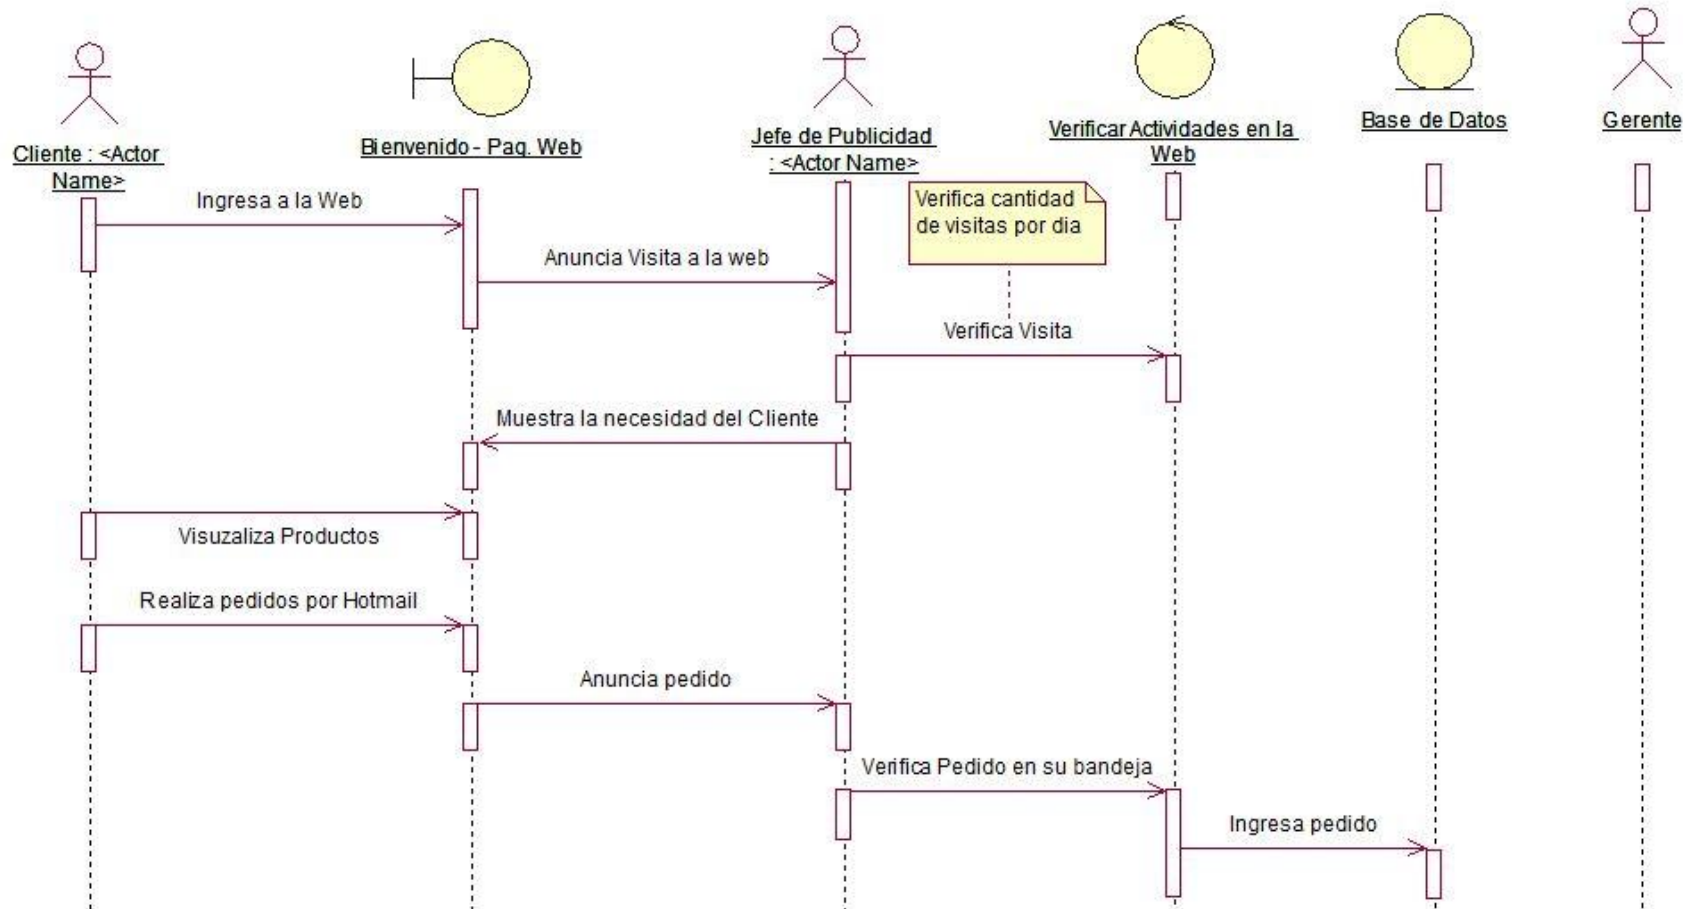 Cliente : <Actor
Name>
Bienvenido - Pag. Web
Jefe de Publicidad
: <Actor Name>
Verificar Actividades en la
Web
Base de Datos
Gerente
Ingresa a la Web
Verifica cantidad
de visitas por dia
Anuncia Visita a la web
Verifica Visita
Muestra la necesidad del Cliente
Visuzaliza Productos
Realiza pedidos por Hotmail
Anuncia pedido
Verifica Pedido en su bandeja
Ingresa pedido